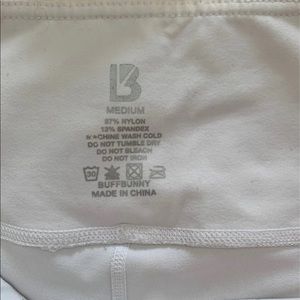 B
MEDIUM
87% NYLON
13% SPANDEX
MACHINE WASH COLD
DO NOT TUMBLE DRY
DO NOT BLEACH
DO NOT IRON
30
BUFFBUNNY
MADE IN CHINA